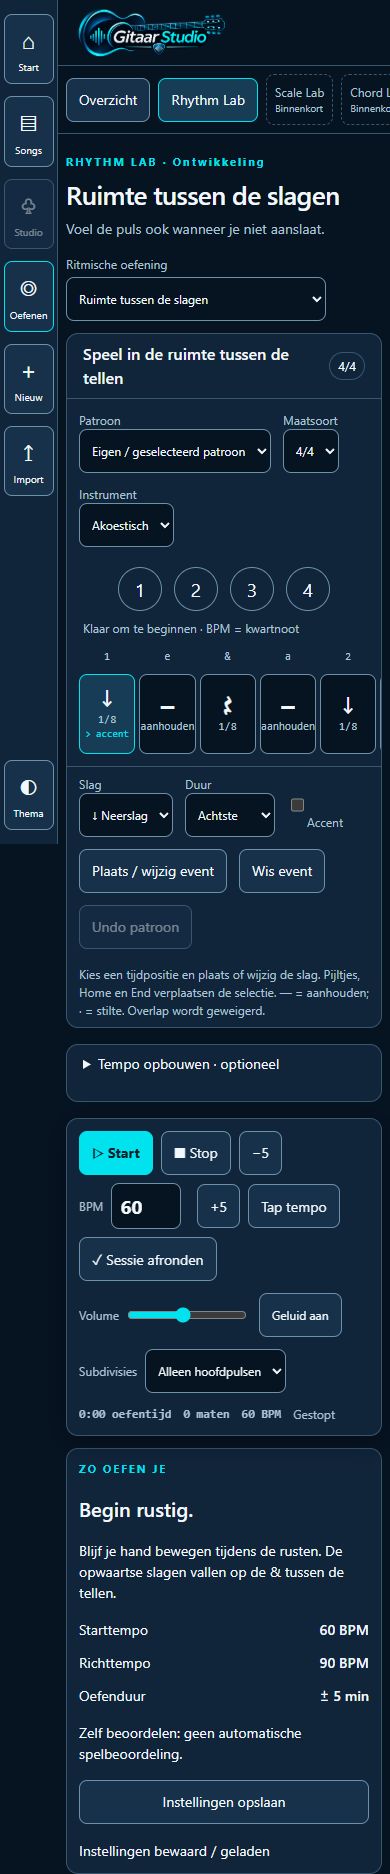 Gitaar Studio
Start
Songs
Studio
Oefenen
Nieuw
Import
Thema
Overzicht
Rhythm Lab
Scale Lab
Binnenkort
Chord L
Binnenko
RHYTHM LAB · Ontwikkeling
Ruimte tussen de slagen
Voel de puls ook wanneer je niet aanslaat.
Ritmische oefening
Ruimte tussen de slagen
Speel in de ruimte tussen de
tellen
4/4
Patroon
Eigen / geselecteerd patroon
Maatsoort
4/4
Instrument
Akoestisch
1 2 3 4
Klaar om te beginnen · BPM = kwartnoot
1 e & a 2
↓ — 𝄽 — ↓
1/8 aanhouden 1/8 aanhouden 1/8
> accent
Slag
↓ Neerslag
Duur
Achtste
Accent
Plaats / wijzig event
Wis event
Undo patroon
Kies een tijdpositie en plaats of wijzig de slag. Pijltjes,
Home en End verplaatsen de selectie. — = aanhouden;
· = stilte. Overlap wordt geweigerd.
▶ Tempo opbouwen · optioneel
▷ Start
■ Stop
−5
BPM
60
+5
Tap tempo
✓ Sessie afronden
Volume
Geluid aan
Subdivisies
Alleen hoofdpulsen
0:00 oefentijd 0 maten 60 BPM Gestopt
ZO OEFEN JE
Begin rustig.
Blijf je hand bewegen tijdens de rusten. De
opwaartse slagen vallen op de & tussen de
tellen.
Starttempo 60 BPM
Richttempo 90 BPM
Oefenduur ± 5 min
Zelf beoordelen: geen automatische
spelbeoordeling.
Instellingen opslaan
Instellingen bewaard / geladen